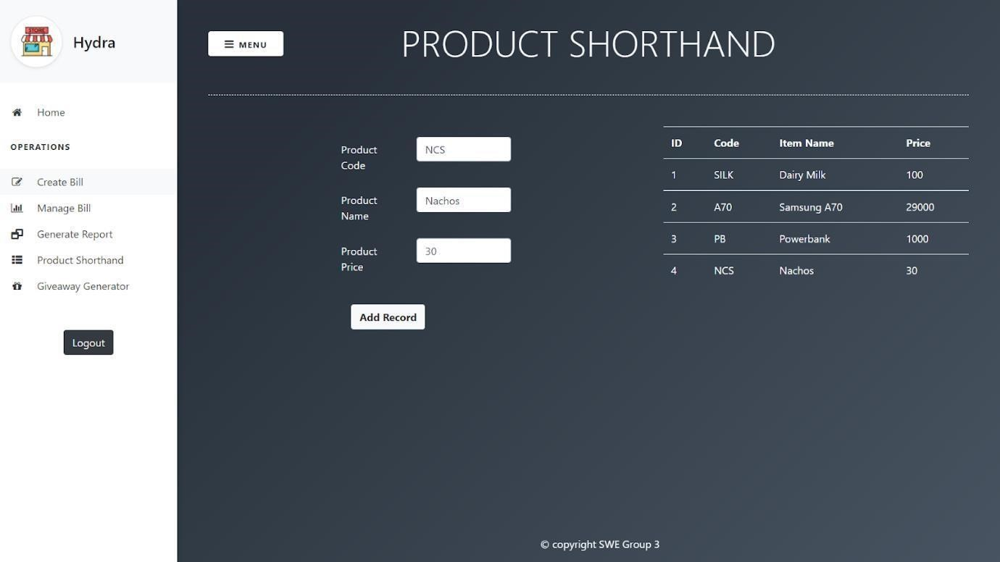 STORE
Hydra
Home
OPERATIONS
Create Bill
Manage Bill
Generate Report
Product Shorthand
Giveaway Generator
Logout
MENU
PRODUCT SHORTHAND
Product
Code
NCS
Product
Name
Nachos
Product
Price
30
Add Record
ID Code Item Name Price
1 SILK Dairy Milk 100
2 A70 Samsung A70 29000
3 PB Powerbank 1000
4 NCS Nachos 30
© copyright SWE Group 3